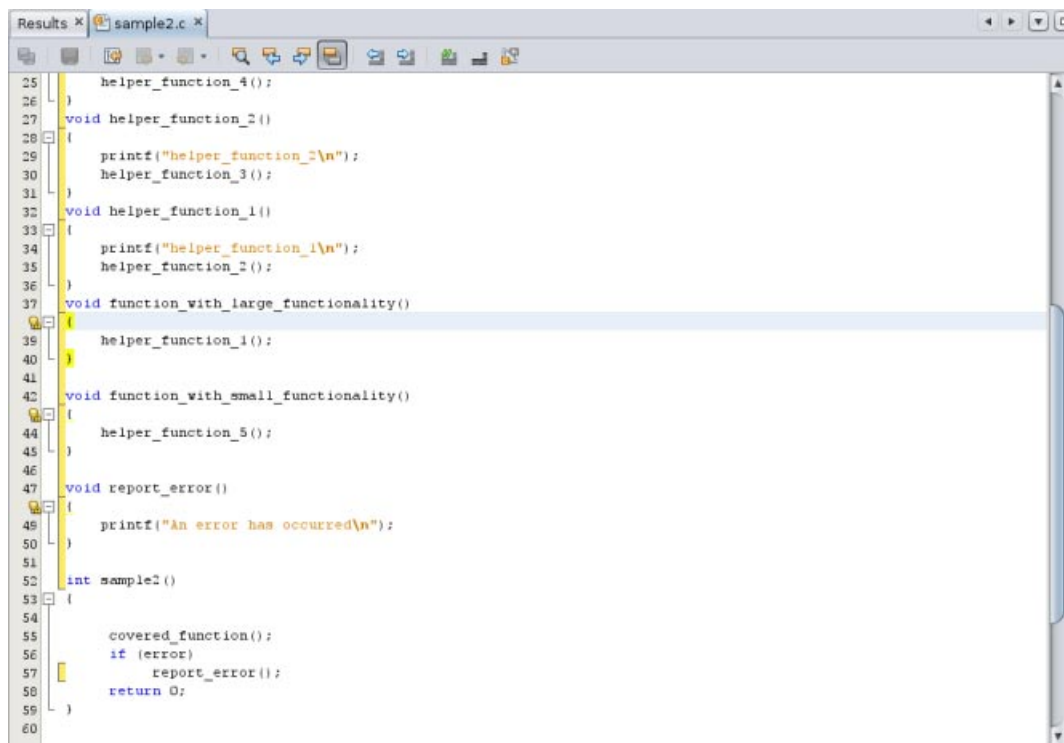 Results
sample2.c
25 helper_function_4();
26 }
27 void helper_function_2()
28 {
29 printf("helper_function_2\n");
30 helper_function_3();
31 }
32 void helper_function_1()
33 {
34 printf("helper_function_1\n");
35 helper_function_2();
36 }
37 void function_with_large_functionality()
{
39 helper_function_1();
40 }
41
42 void function_with_small_functionality()
{
44 helper_function_5();
45 }
46
47 void report_error()
{
49 printf("An error has occurred\n");
50 }
51
52 int sample2()
53 {
54
55 covered_function();
56 if (error)
57 report_error();
58 return 0;
59 }
60